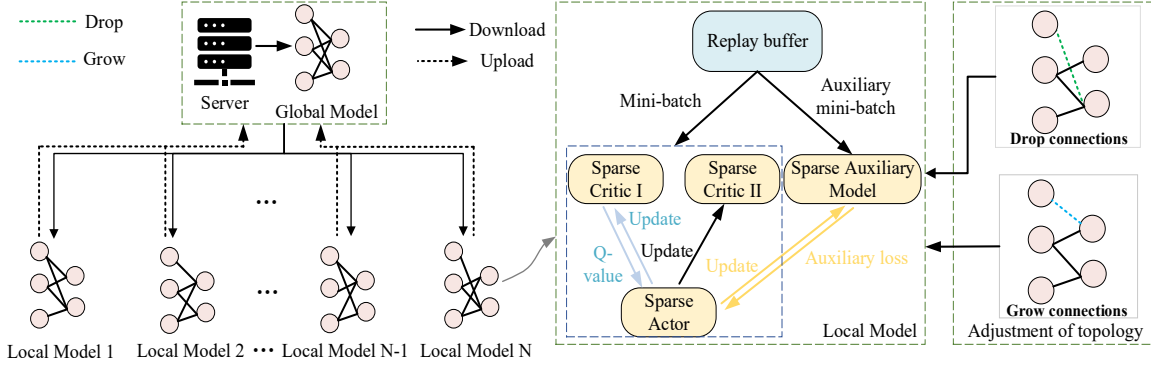 Drop
Grow
Server
Global Model
Download
Upload
...
...
Local Model 1
Local Model 2
...
Local Model N-1
Local Model N
Replay buffer
Mini-batch
Auxiliary
mini-batch
Sparse
Critic I
Sparse
Critic II
Sparse Auxiliary
Model
Update
Update
Q-
value
Update
Auxiliary loss
Sparse
Actor
Local Model
Drop connections
Grow connections
Adjustment of topology